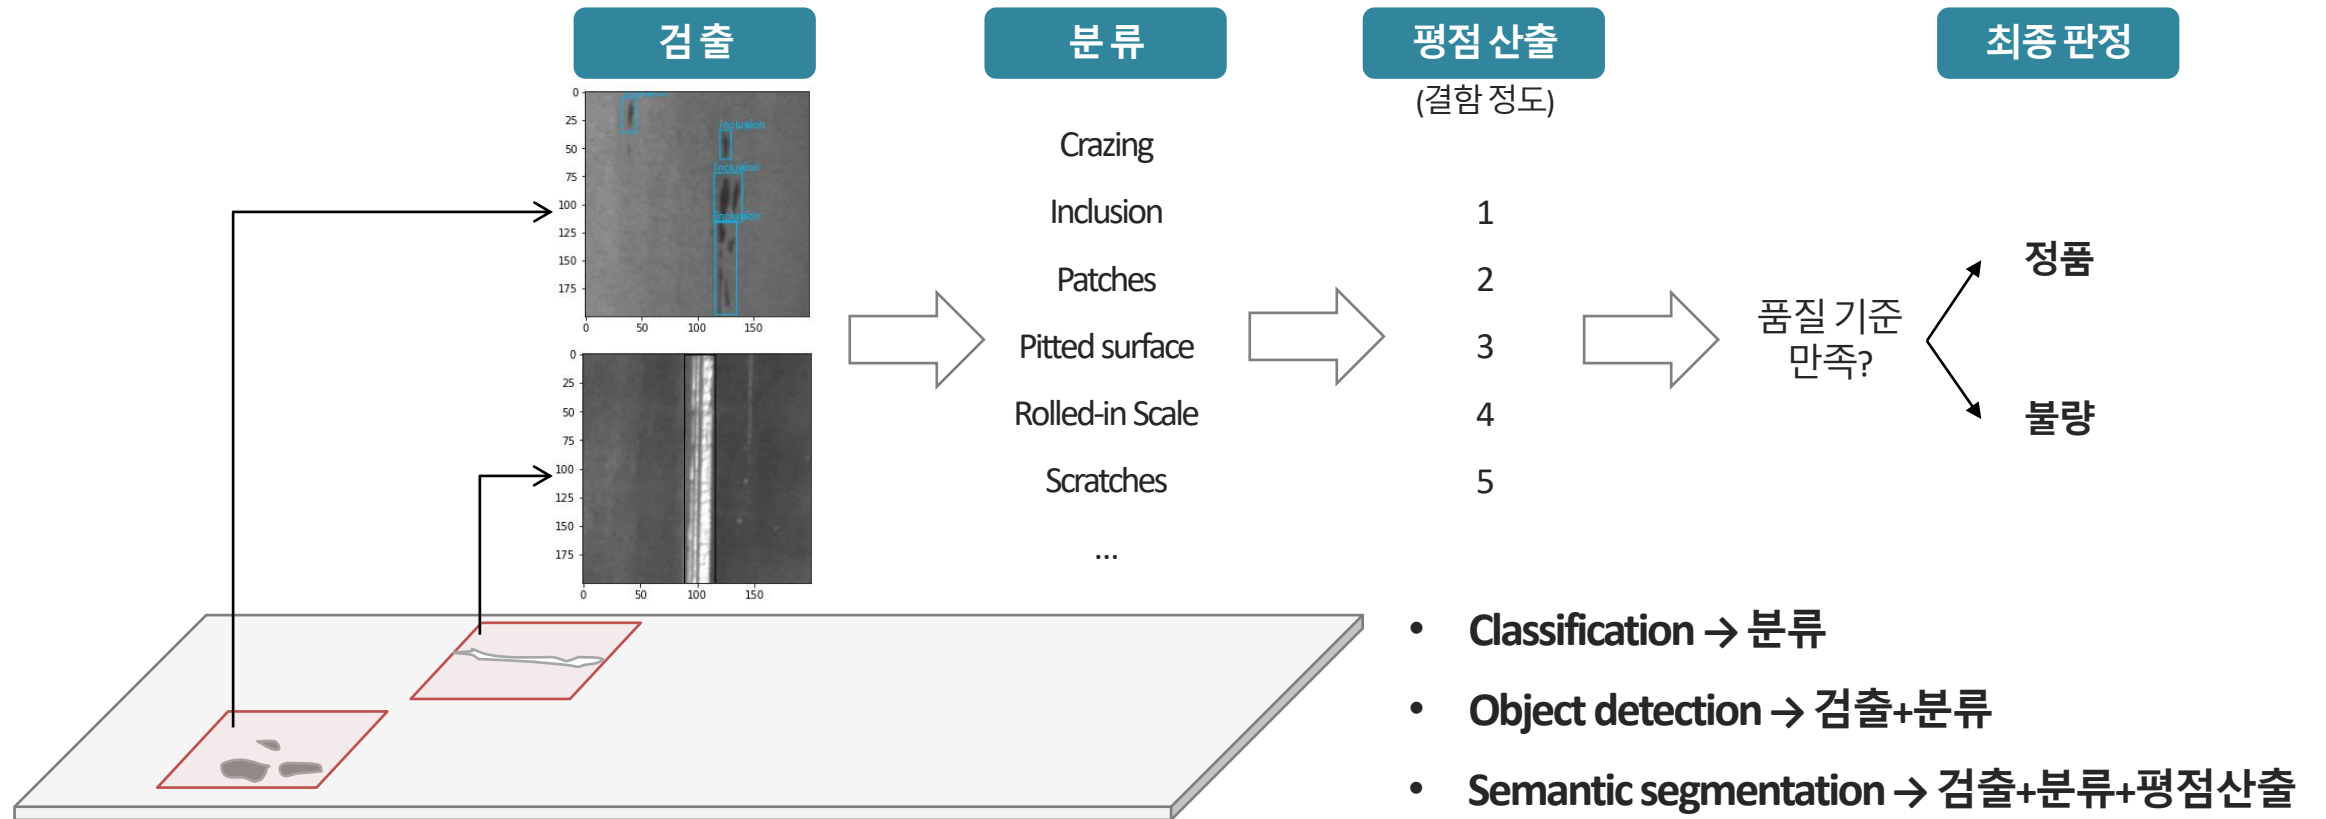 검 출
분 류
평점 산출
최종 판정
(결함 정도)
0
25
50
75
100
125
150
175
0
50
100
150
Inclusion
Inclusion
Inclusion
0
25
50
75
100
125
150
175
0
50
100
150
Crazing
Inclusion
Patches
Pitted surface
Rolled-in Scale
Scratches
...
1
2
3
4
5
품질 기준
만족?
정품
불량
• Classification → 분류
• Object detection → 검출+분류
• Semantic segmentation → 검출+분류+평점산출